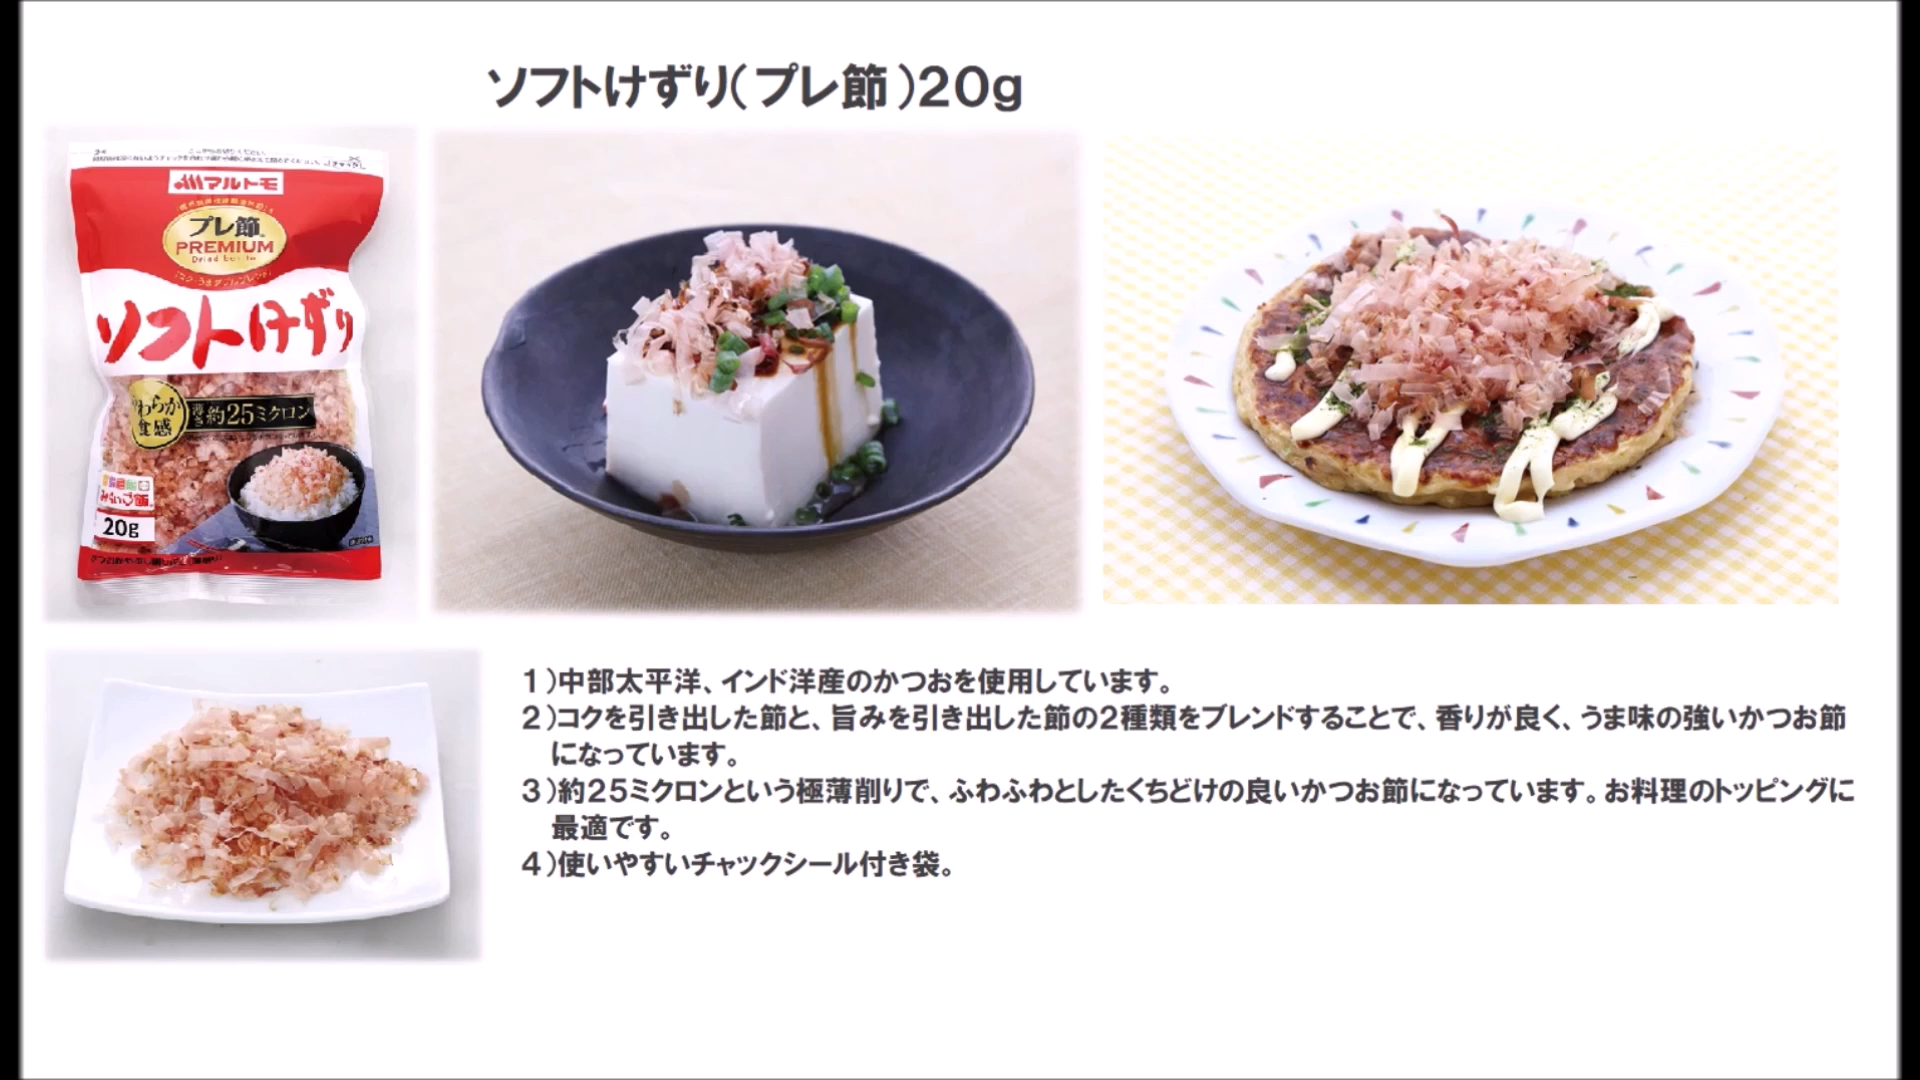 ソフトけずり(プレ節)20g
マルトモ
プレ節
PREMIUM
Dried bonito
ソフトけずり
やわらか
食感
薄さ約25ミクロン
20g
1)中部太平洋、インド洋産のかつおを使用しています。
2)コクを引き出した節と、旨みを引き出した節の2種類をブレンドすることで、香りが良く、うま味の強いかつお節
になっています。
3)約25ミクロンという極薄削りで、ふわふわとしたくちどけの良いかつお節になっています。お料理のトッピングに
最適です。
4)使いやすいチャックシール付き袋。